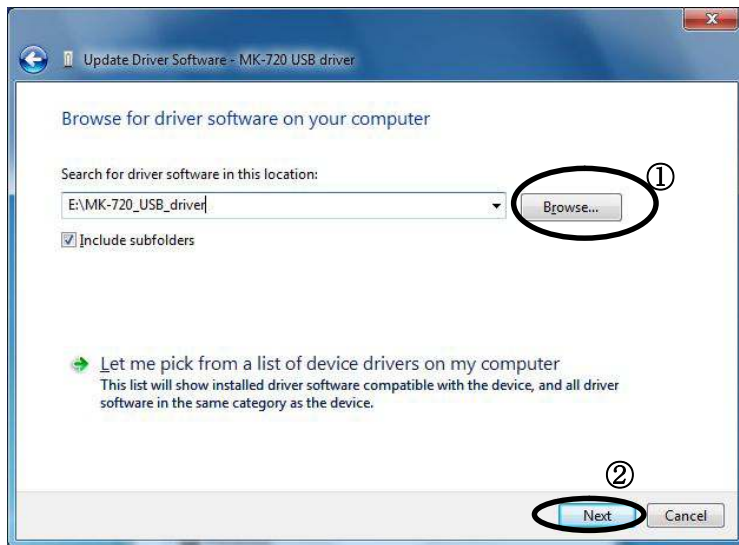 Update Driver Software - MK-720 USB driver
Browse for driver software on your computer
Search for driver software in this location:
①
E:\MK-720_USB_driver Browse...
Include subfolders
Let me pick from a list of device drivers on my computer
This list will show installed driver software compatible with the device, and all driver
software in the same category as the device.
②
Next Cancel